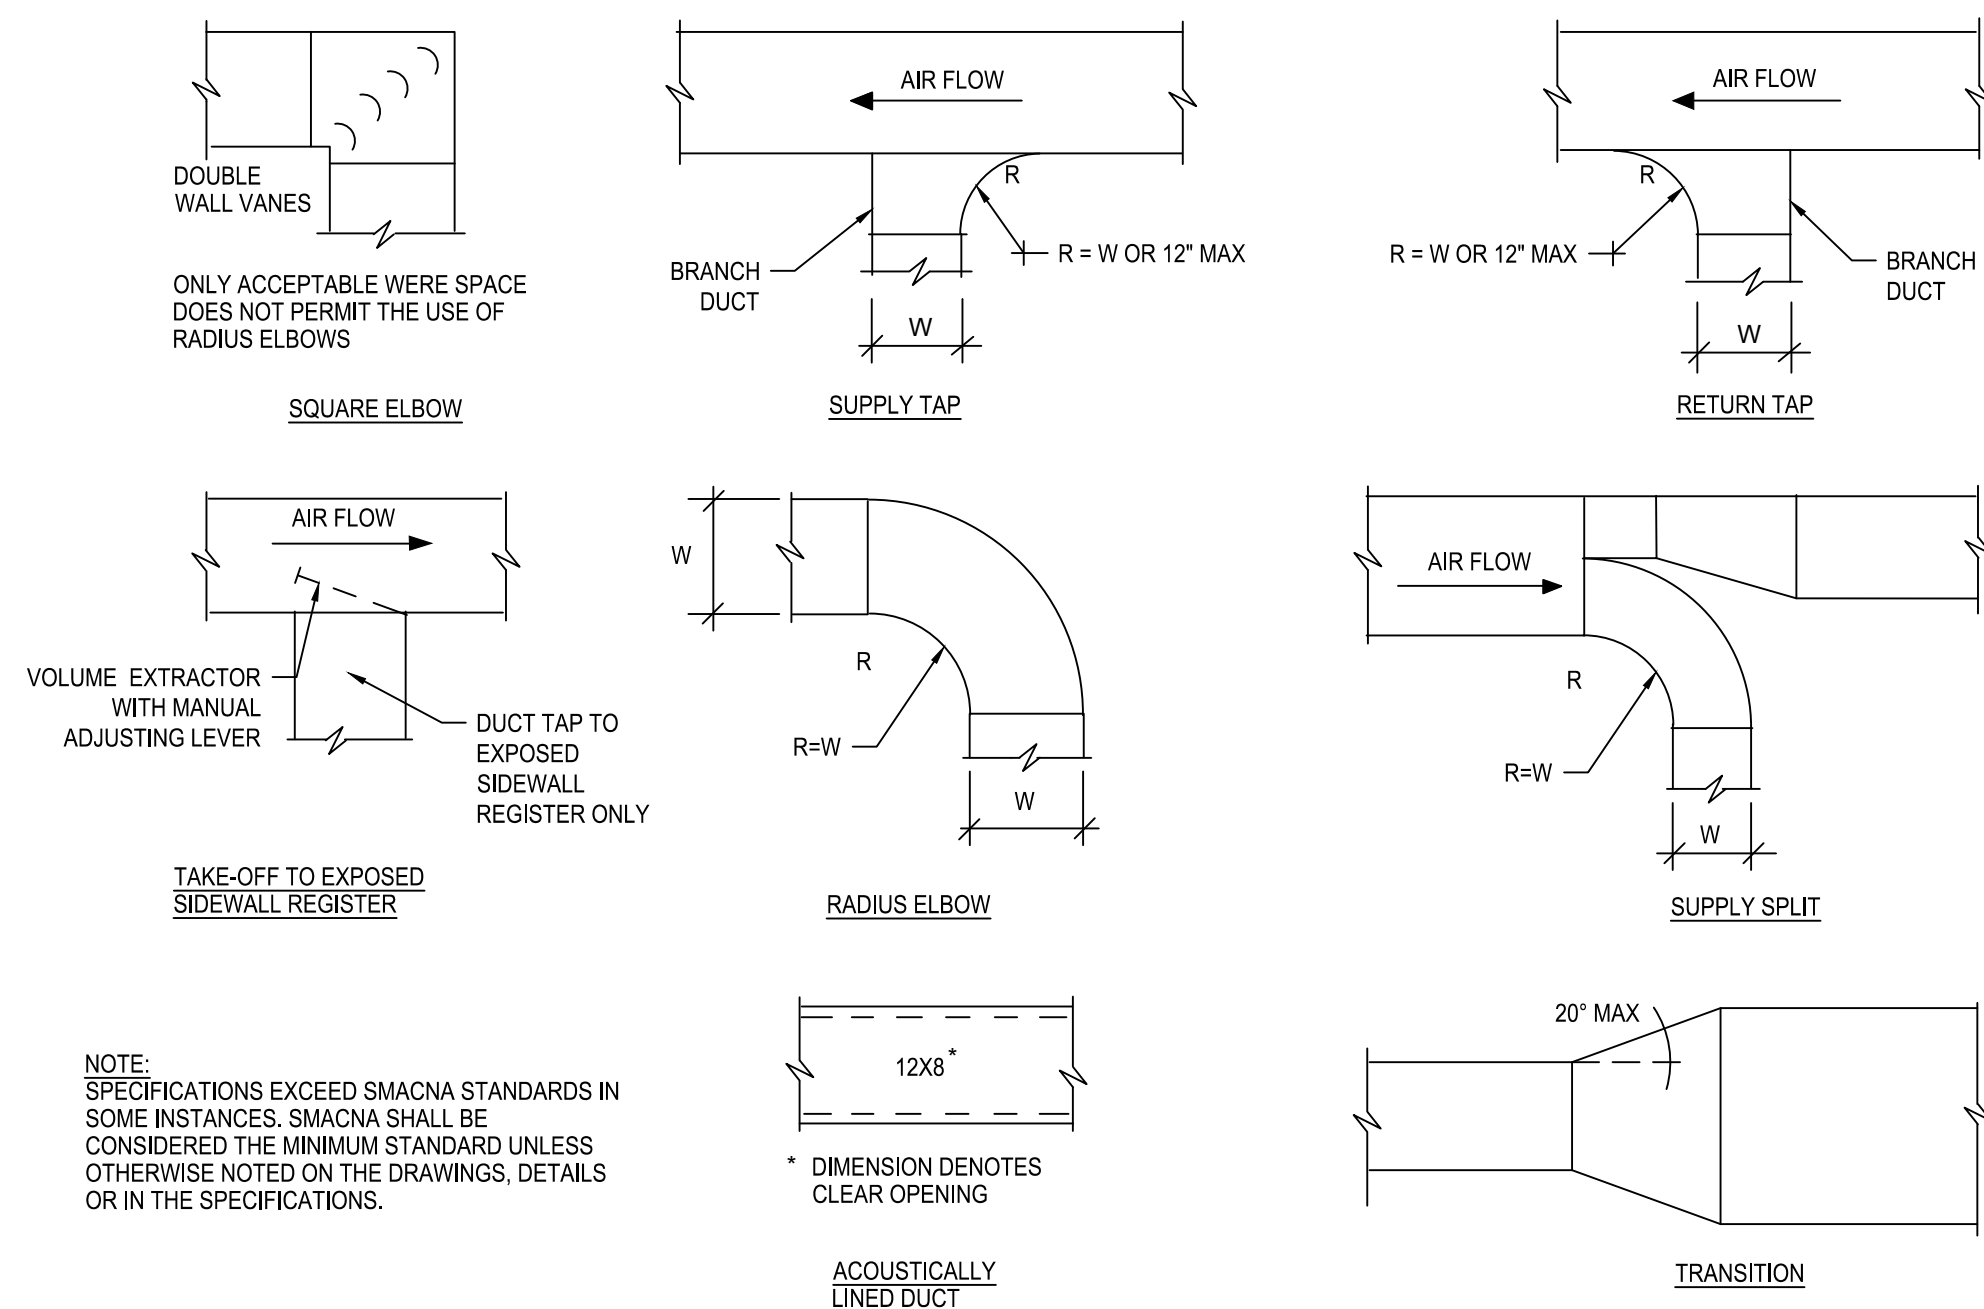 DOUBLE
WALL VANES
ONLY ACCEPTABLE WERE SPACE
DOES NOT PERMIT THE USE OF
RADIUS ELBOWS
SQUARE ELBOW
AIR FLOW
R
R = W OR 12" MAX
BRANCH
DUCT
W
SUPPLY TAP
AIR FLOW
R
R = W OR 12" MAX
BRANCH
DUCT
W
RETURN TAP
AIR FLOW
VOLUME EXTRACTOR
WITH MANUAL
ADJUSTING LEVER
DUCT TAP TO
EXPOSED
SIDEWALL
REGISTER ONLY
TAKE-OFF TO EXPOSED
SIDEWALL REGISTER
W
R
R=W
W
RADIUS ELBOW
AIR FLOW
R
R=W
W
SUPPLY SPLIT
NOTE:
SPECIFICATIONS EXCEED SMACNA STANDARDS IN
SOME INSTANCES. SMACNA SHALL BE
CONSIDERED THE MINIMUM STANDARD UNLESS
OTHERWISE NOTED ON THE DRAWINGS, DETAILS
OR IN THE SPECIFICATIONS.
12X8*
* DIMENSION DENOTES
CLEAR OPENING
ACOUSTICALLY
LINED DUCT
20° MAX
TRANSITION